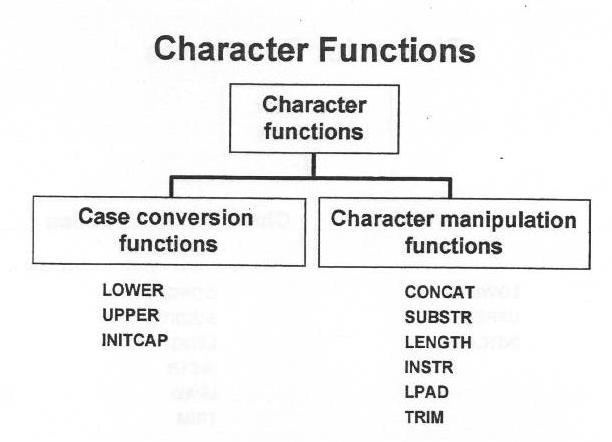 Character Functions
Character
functions
Case conversion
functions
Character manipulation
functions
LOWER
UPPER
INITCAP
CONCAT
SUBSTR
LENGTH
INSTR
LPAD
TRIM